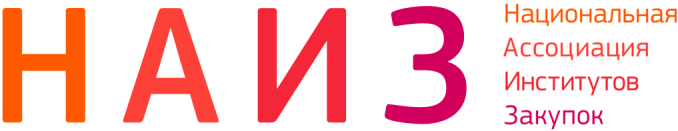 НАИЗ
Национальная
Ассоциация
Институтов
Закупок